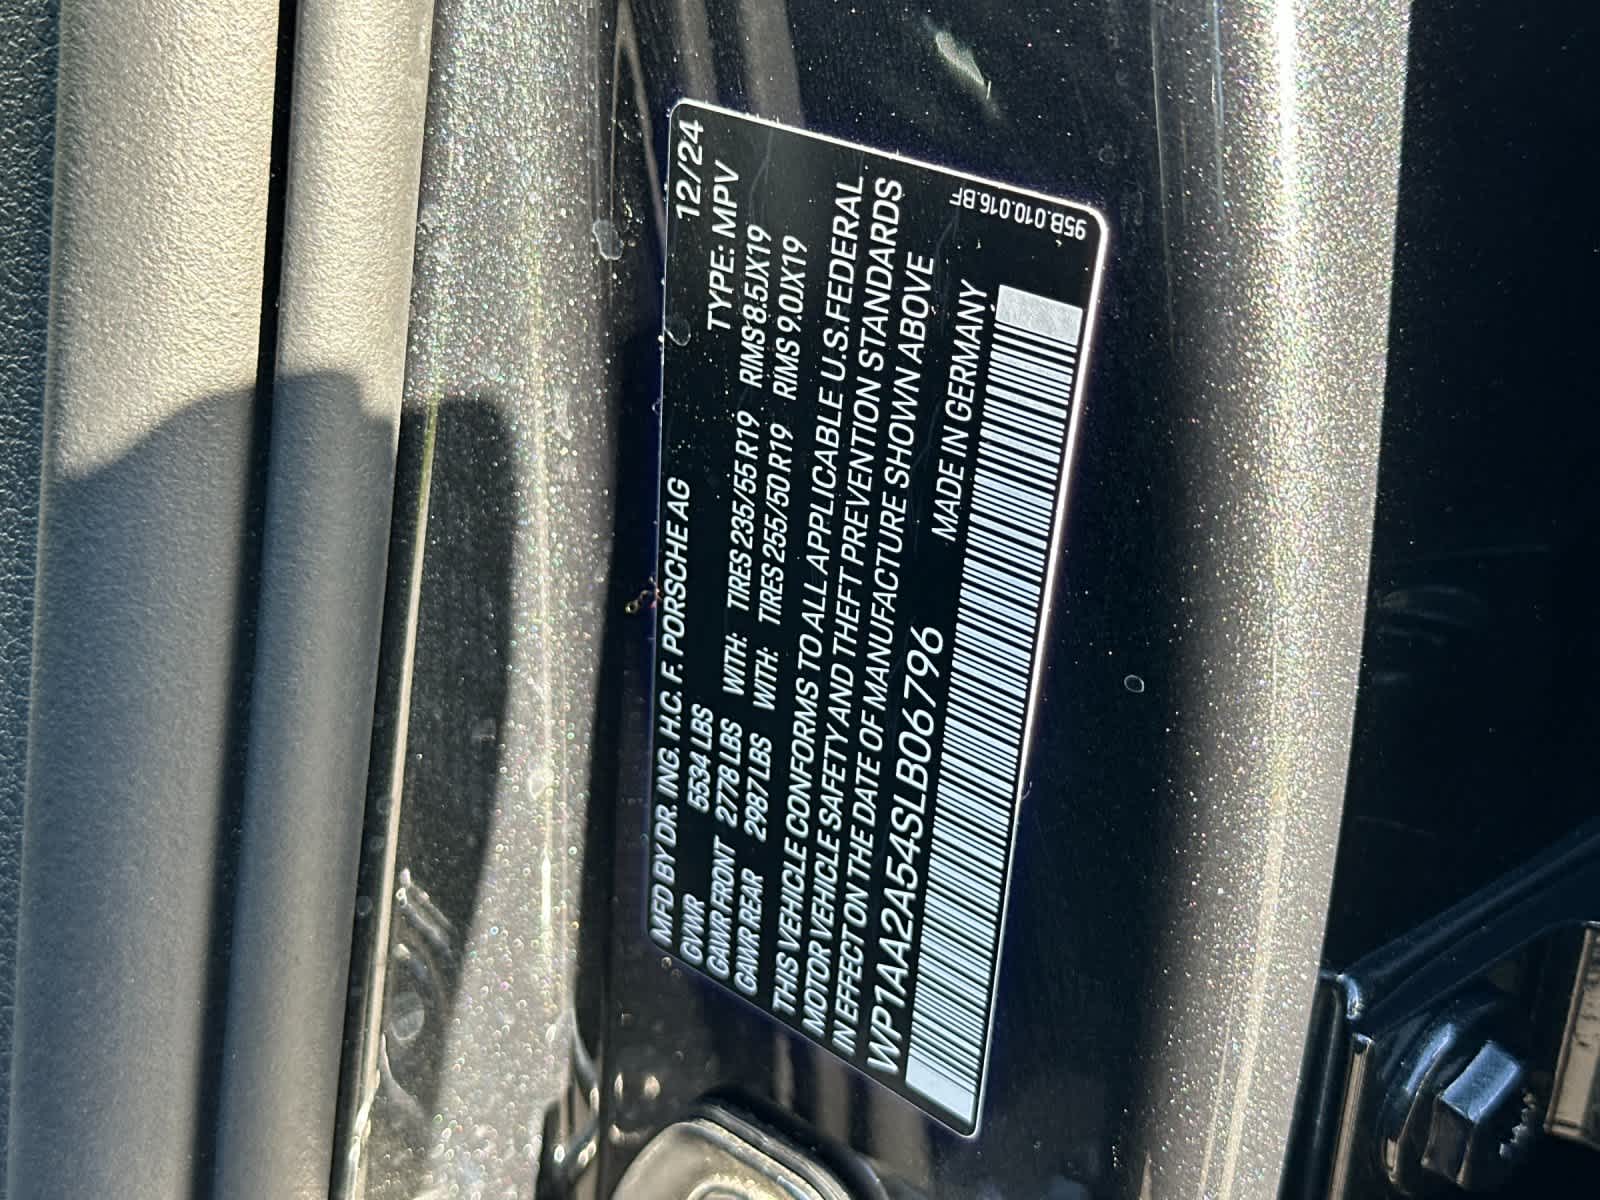 MFD BY DR. ING. H.C. F. PORSCHE AG 12/24
GVWR 5534 LBS TYPE: MPV
GAWR FRONT 2778 LBS WITH: TIRES 235/55 R19 RIMS 8.5JX19
GAWR REAR 2987 LBS WITH: TIRES 255/50 R19 RIMS 9.0JX19
THIS VEHICLE CONFORMS TO ALL APPLICABLE U.S.FEDERAL
MOTOR VEHICLE SAFETY AND THEFT PREVENTION STANDARDS
IN EFFECT ON THE DATE OF MANUFACTURE SHOWN ABOVE
WP1AA2A54SLB06796 MADE IN GERMANY
95B.010.016.BF